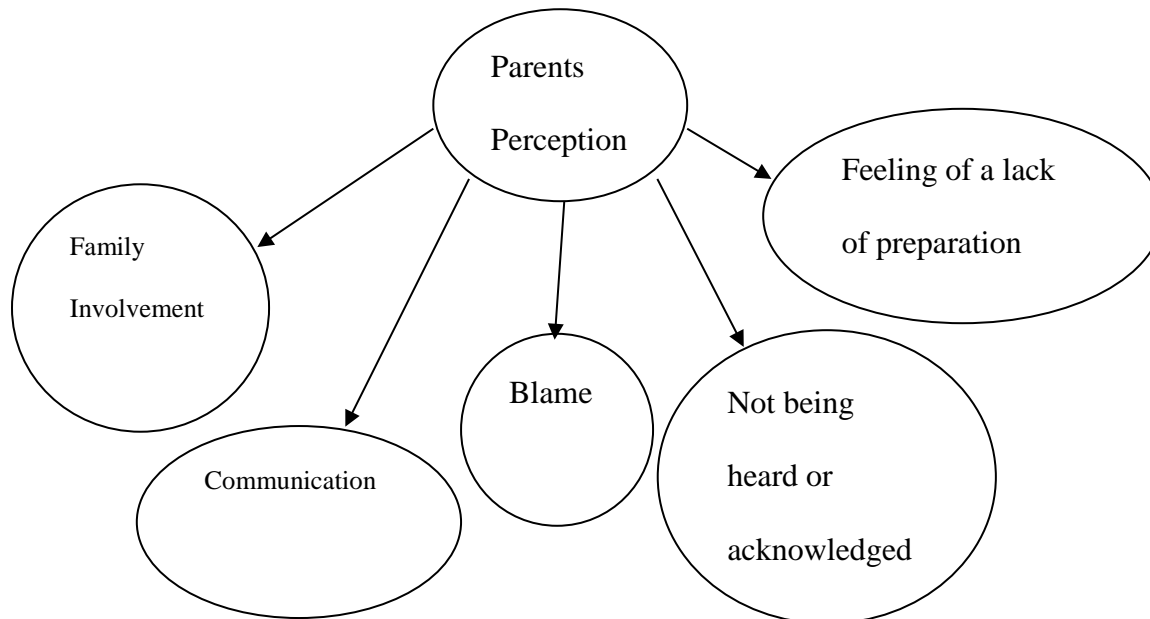 Parents
Perception
Feeling of a lack
of preparation
Family
Involvement
Blame
Not being
heard or
acknowledged
Communication